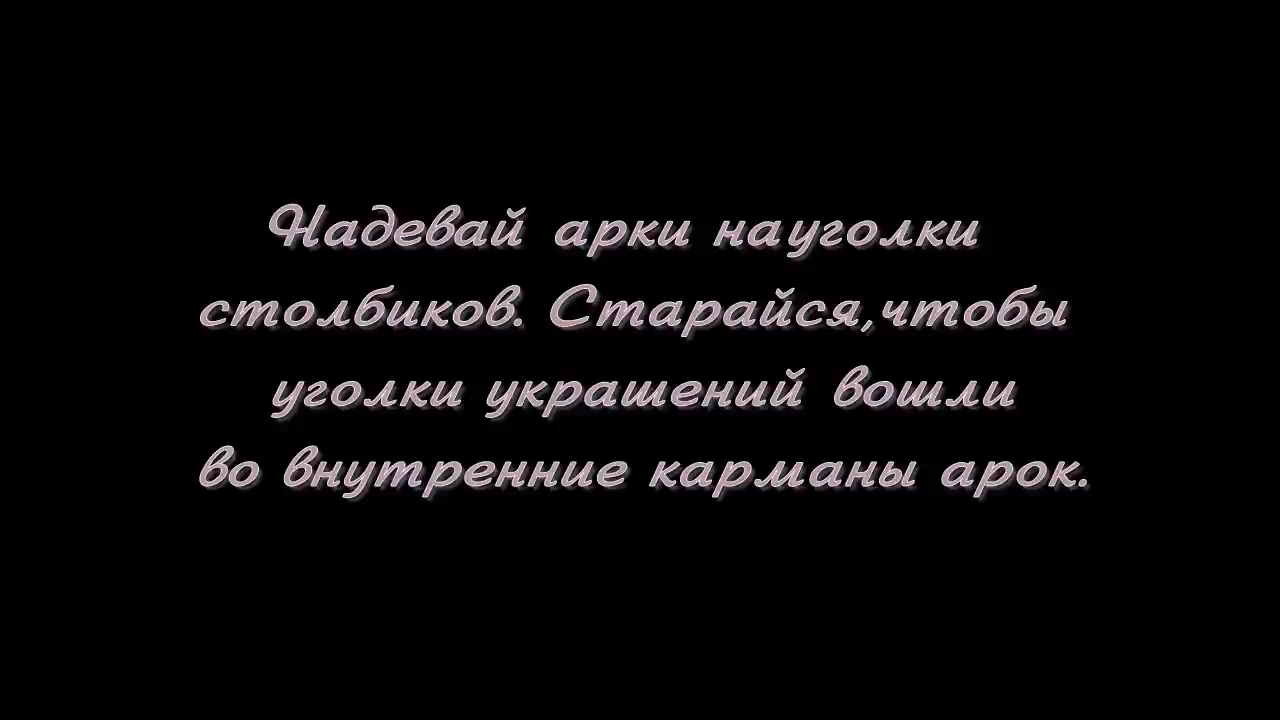 Надевай арки науголки
столбиков. Старайся,чтобы
уголки украшений вошли
во внутренние карманы арок.